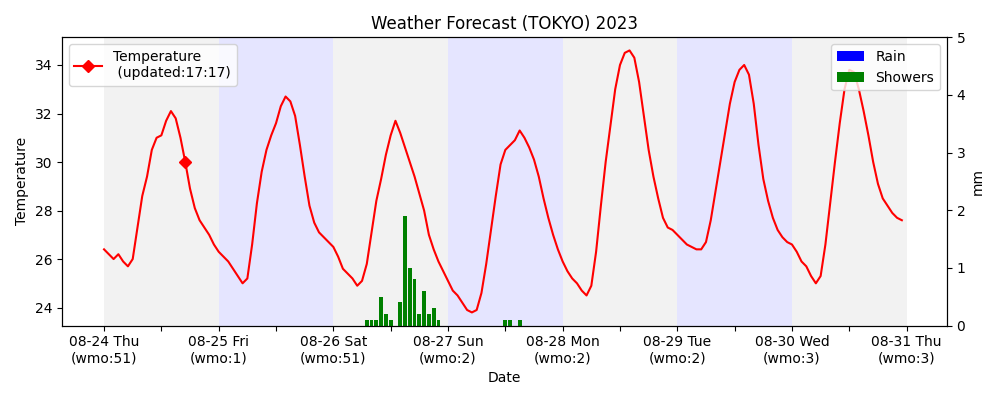 Weather Forecast (TOKYO) 2023
Temperature
(updated:17:17)
Rain
Showers
Temperature
34
32
30
28
26
24
5
4
3
2
1
0
mm
08-24 Thu
(wmo:51)
08-25 Fri
(wmo:1)
08-26 Sat
(wmo:51)
08-27 Sun
(wmo:2)
08-28 Mon
(wmo:2)
08-29 Tue
(wmo:2)
08-30 Wed
(wmo:3)
08-31 Thu
(wmo:3)
Date